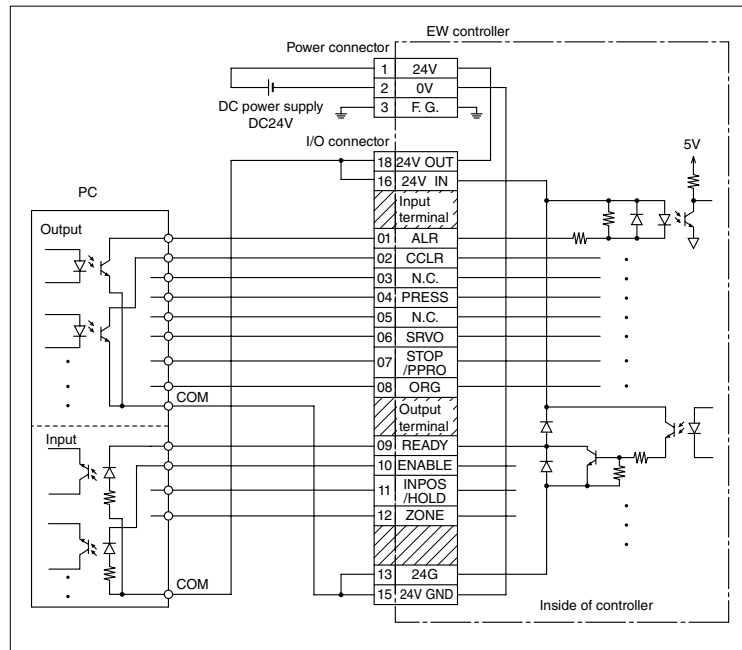 EW controller
Power connector
1 24V
2 0V
3 F. G.
DC power supply
DC24V
I/O connector
18 24V OUT
16 24V IN
5V
PC
Input
terminal
Output
01 ALR
02 CCLR
03 N.C.
04 PRESS
05 N.C.
06 SRVO
07 STOP
/PPRO
08 ORG
COM
Output
terminal
Input
09 READY
10 ENABLE
11 INPOS
/HOLD
12 ZONE
13 24G
COM
15 24V GND
Inside of controller